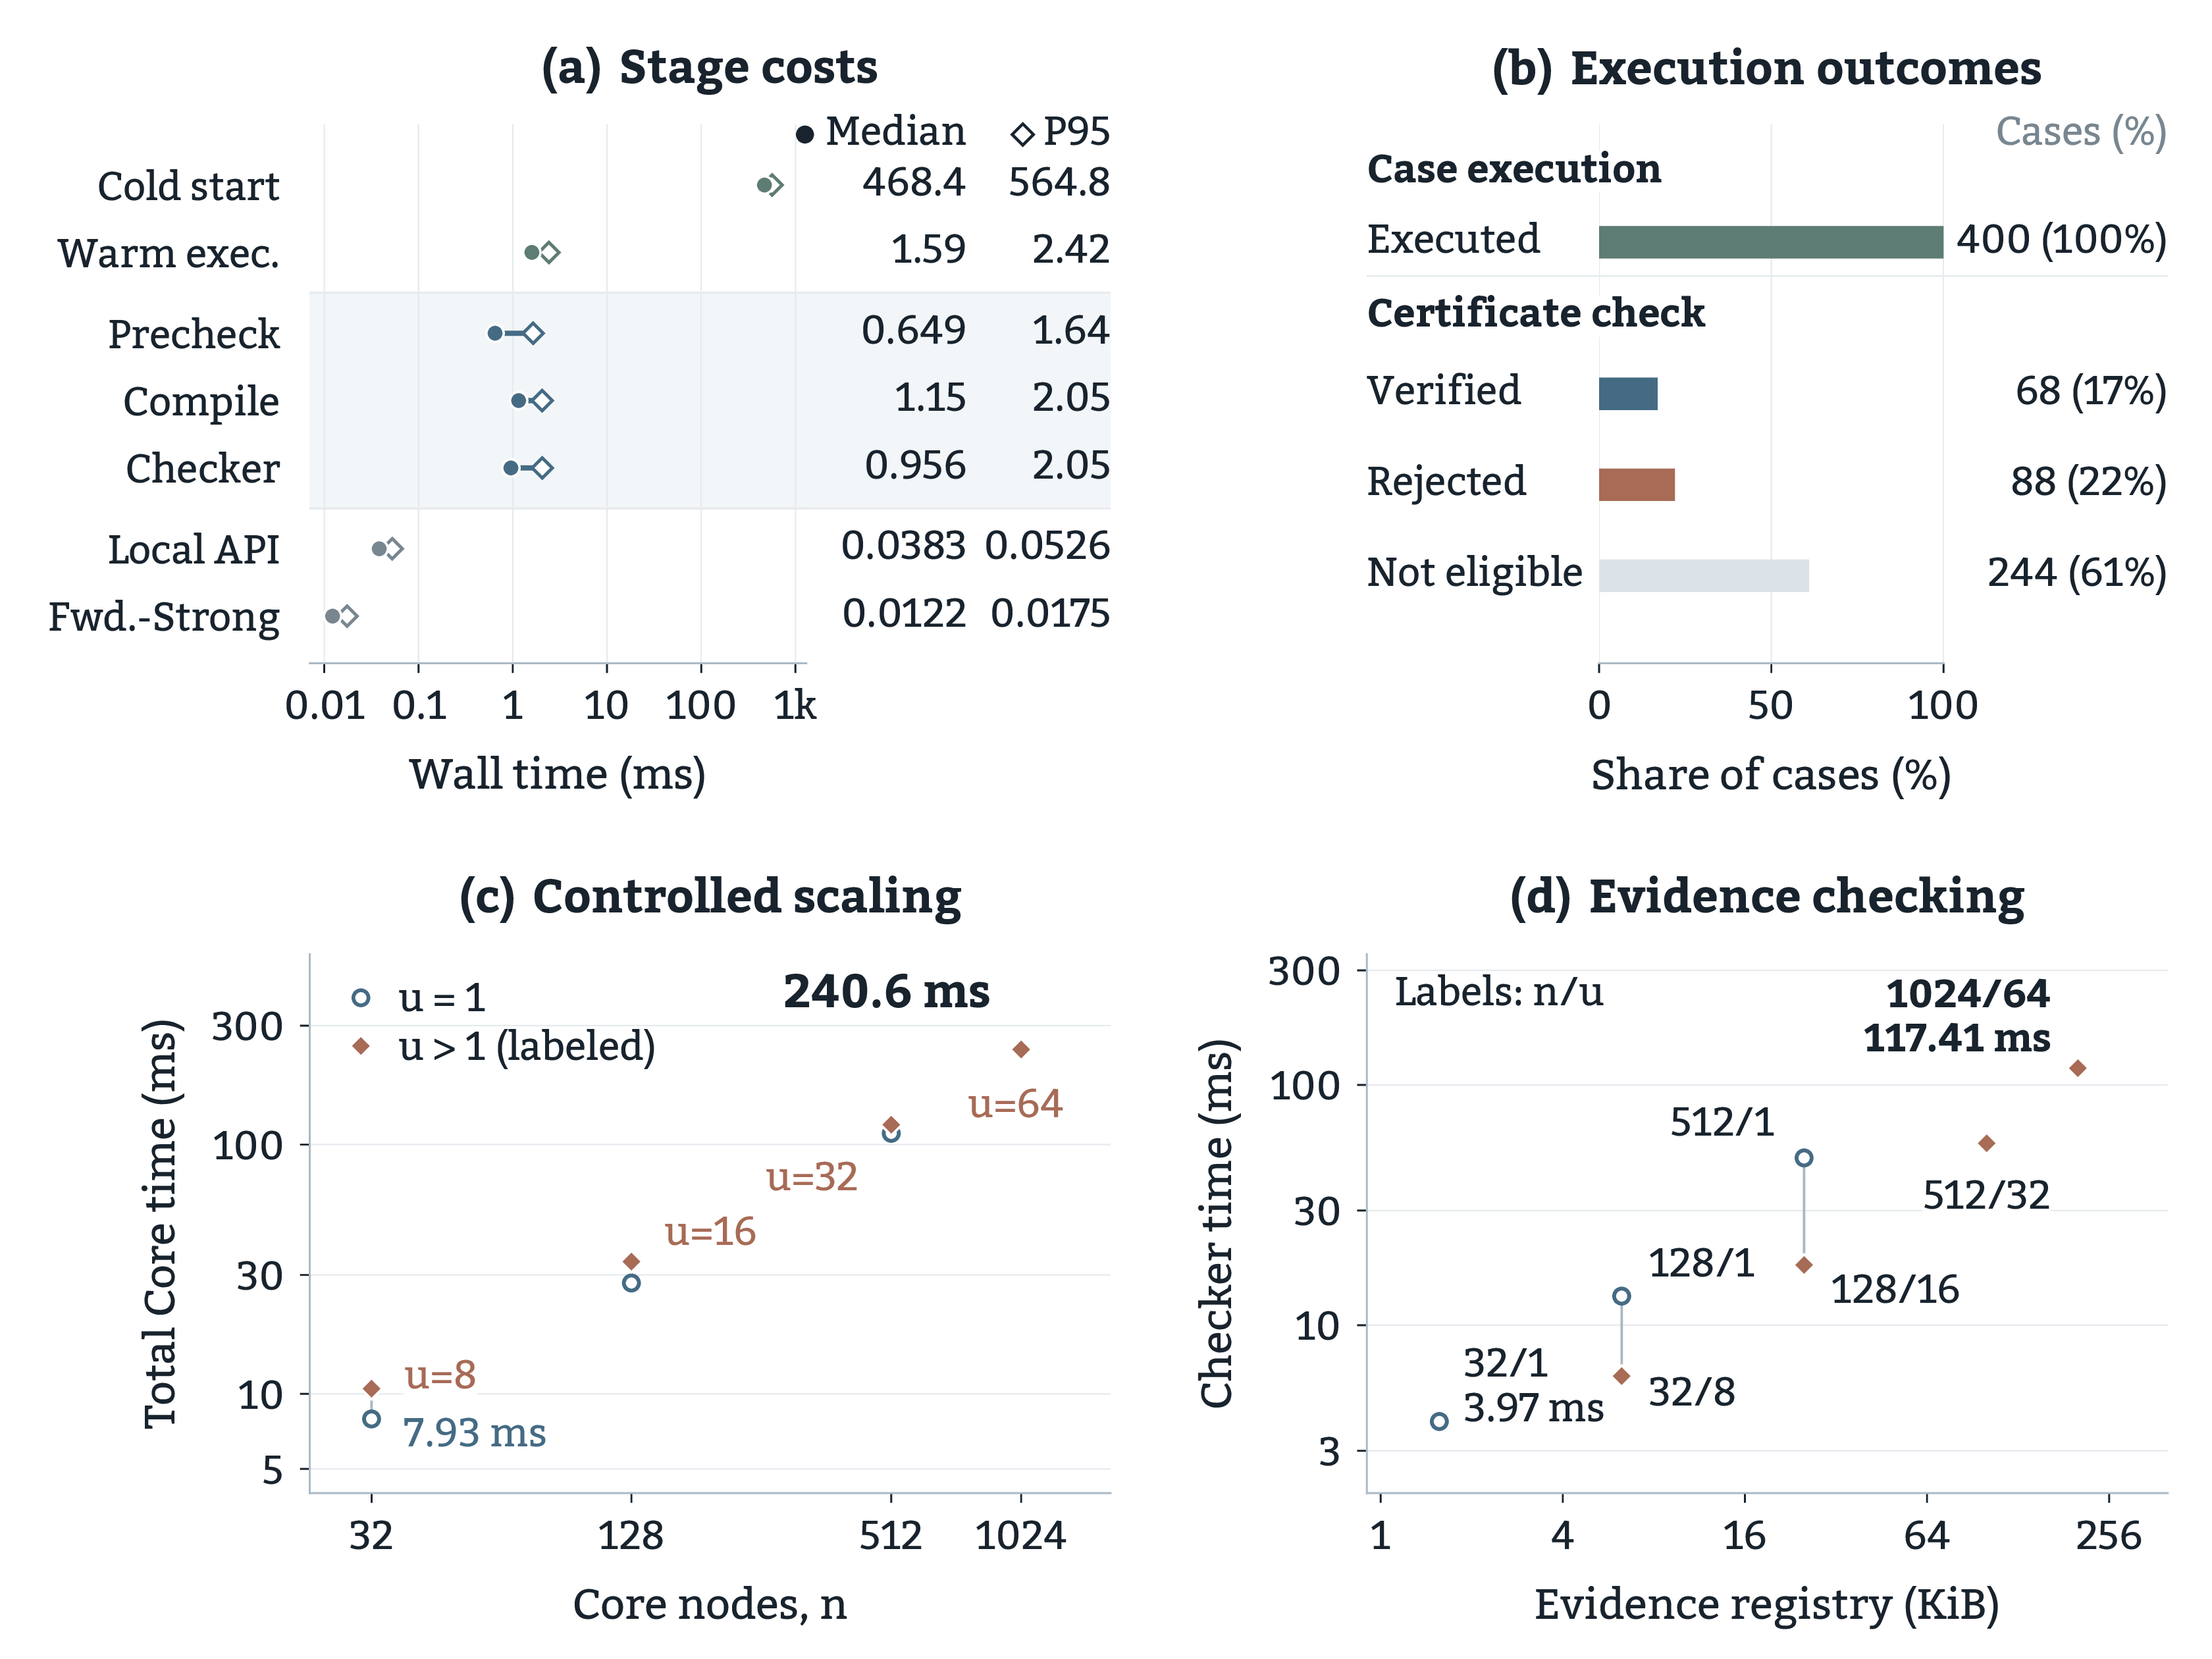 (a) Stage costs
Median P95
Cold start 468.4 564.8
Warm exec. 1.59 2.42
Precheck 0.649 1.64
Compile 1.15 2.05
Checker 0.956 2.05
Local API 0.0383 0.0526
Fwd.-Strong 0.0122 0.0175
0.01 0.1 1 10 100 1k
Wall time (ms)
(b) Execution outcomes
Cases (%)
Case execution
Executed 400 (100%)
Certificate check
Verified 68 (17%)
Rejected 88 (22%)
Not eligible 244 (61%)
0 50 100
Share of cases (%)
(c) Controlled scaling
Total Core time (ms)
u = 1
u > 1 (labeled)
240.6 ms
300
100
30
10
5
u=64
u=32
u=16
u=8
7.93 ms
32 128 512 1024
Core nodes, n
(d) Evidence checking
Checker time (ms)
300
100
30
10
3
Labels: n/u
1024/64
117.41 ms
512/1
512/32
128/1
128/16
32/1
3.97 ms
32/8
1 4 16 64 256
Evidence registry (KiB)